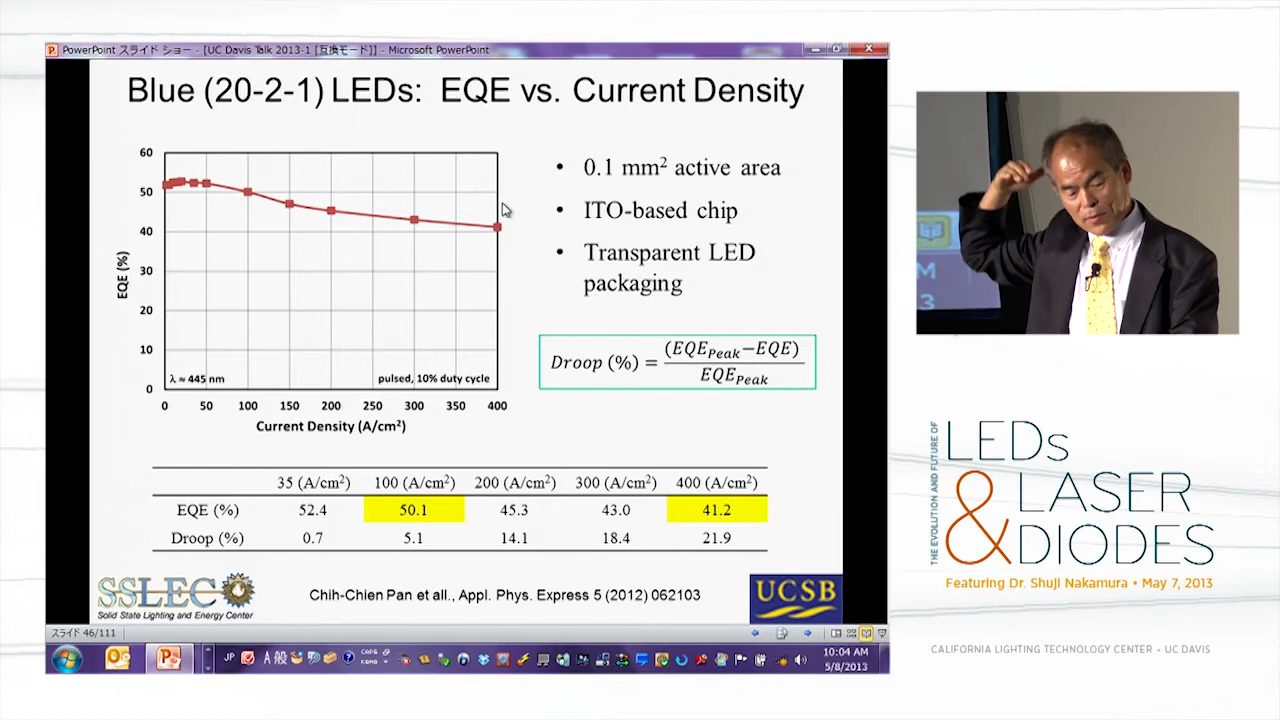 PowerPoint スライド ショー - [UC Davis Talk 2013-1 [互換モード]] - Microsoft PowerPoint
Blue (20-2-1) LEDs: EQE vs. Current Density
60
50
40
30
20
10
0
EQE (%)
λ ≈ 445 nm
pulsed, 10% duty cycle
0 50 100 150 200 250 300 350 400
Current Density (A/cm²)
• 0.1 mm² active area
• ITO-based chip
• Transparent LED
packaging
Droop (%) = (EQE_Peak − EQE) / EQE_Peak
35 (A/cm²) 100 (A/cm²) 200 (A/cm²) 300 (A/cm²) 400 (A/cm²)
EQE (%) 52.4 50.1 45.3 43.0 41.2
Droop (%) 0.7 5.1 14.1 18.4 21.9
SSLEC
Solid State Lighting and Energy Center
Chih-Chien Pan et all., Appl. Phys. Express 5 (2012) 062103
UCSB
スライド 46/111
JP A 般 CAPS KANA
10:04 AM
5/8/2013
M
3
THE EVOLUTION AND FUTURE OF
LEDs
& LASER
DIODES
Featuring Dr. Shuji Nakamura • May 7, 2013
CALIFORNIA LIGHTING TECHNOLOGY CENTER • UC DAVIS